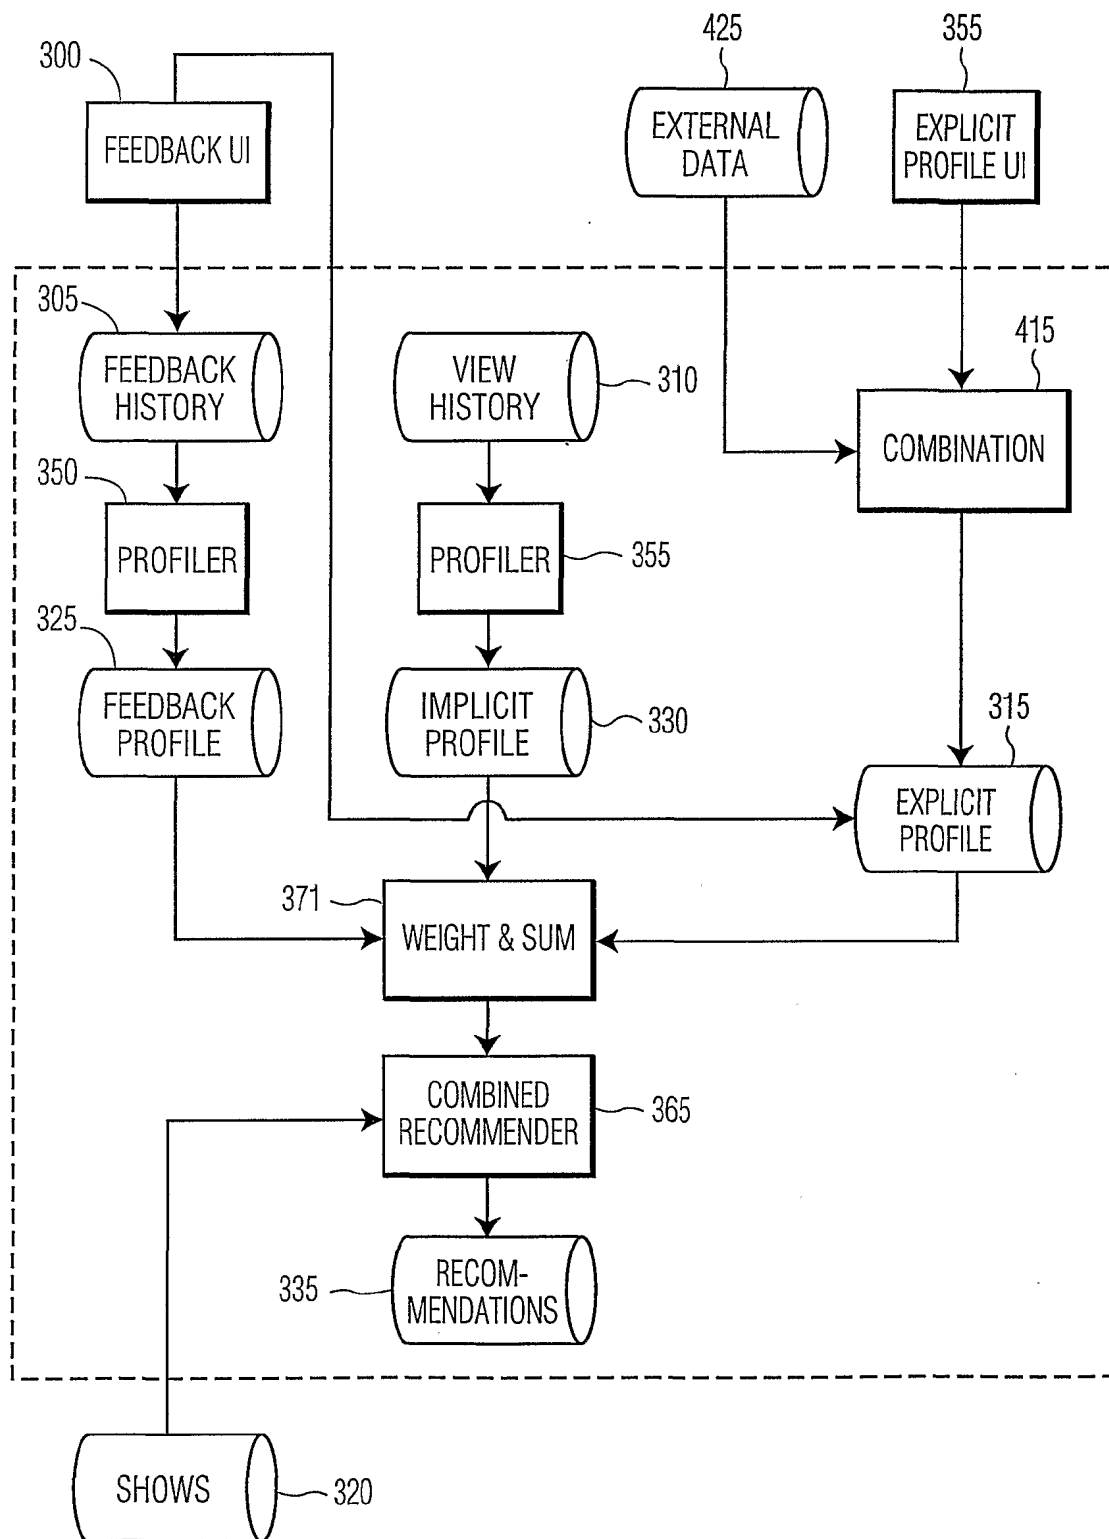 425
355
300
FEEDBACK UI
EXTERNAL
DATA
EXPLICIT
PROFILE UI
305
FEEDBACK
HISTORY
VIEW
HISTORY
310
415
COMBINATION
350
PROFILER
PROFILER
355
325
FEEDBACK
PROFILE
IMPLICIT
PROFILE
330
315
EXPLICIT
PROFILE
371
WEIGHT & SUM
COMBINED
RECOMMENDER
365
335
RECOM-
MENDATIONS
SHOWS
320